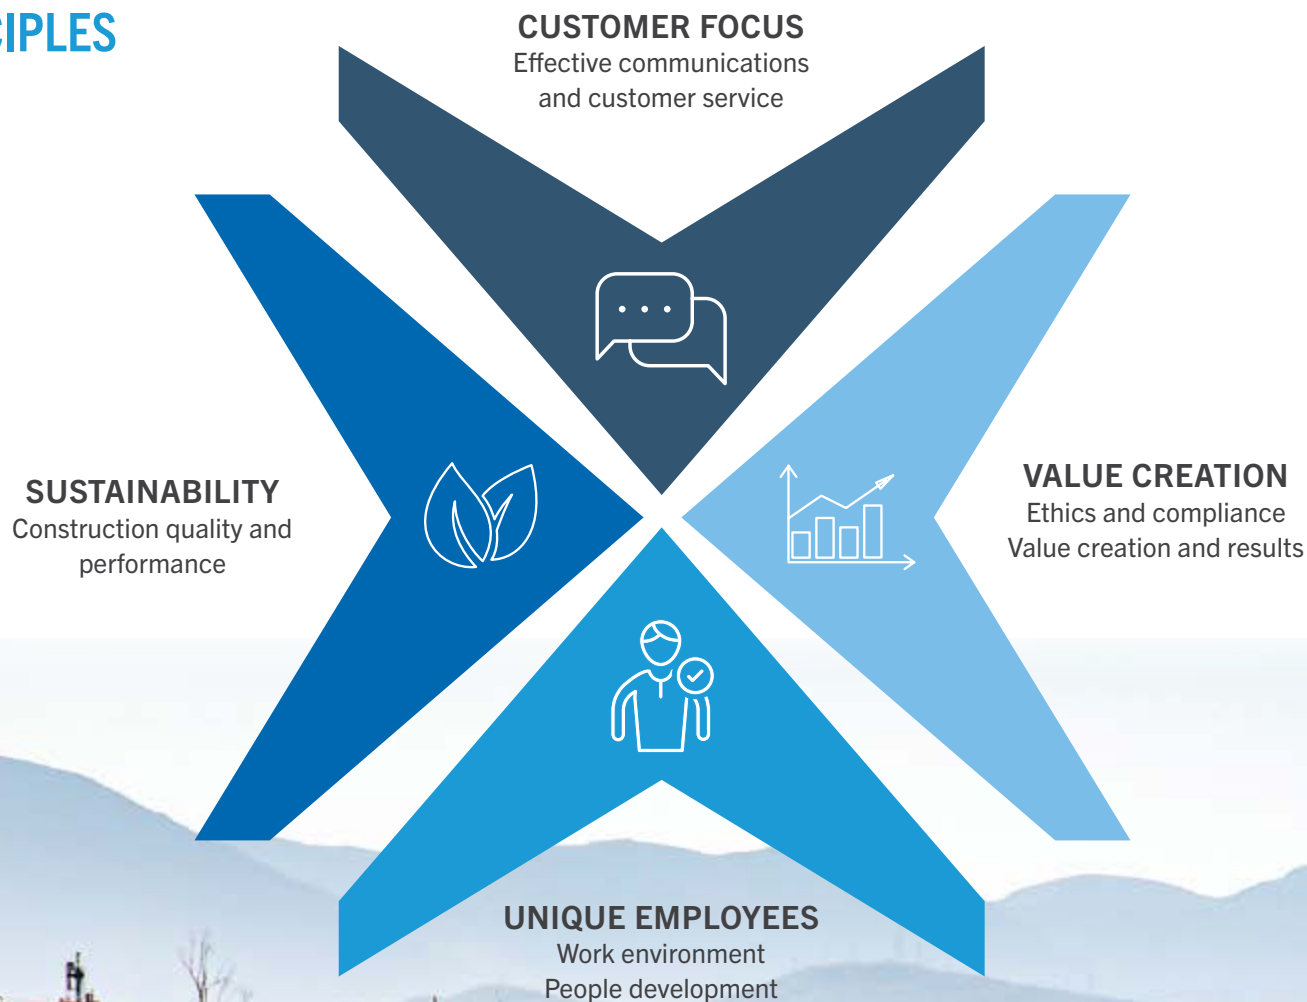 CIPLES
CUSTOMER FOCUS
Effective communications
and customer service
SUSTAINABILITY
Construction quality and
performance
VALUE CREATION
Ethics and compliance
Value creation and results
UNIQUE EMPLOYEES
Work environment
People development